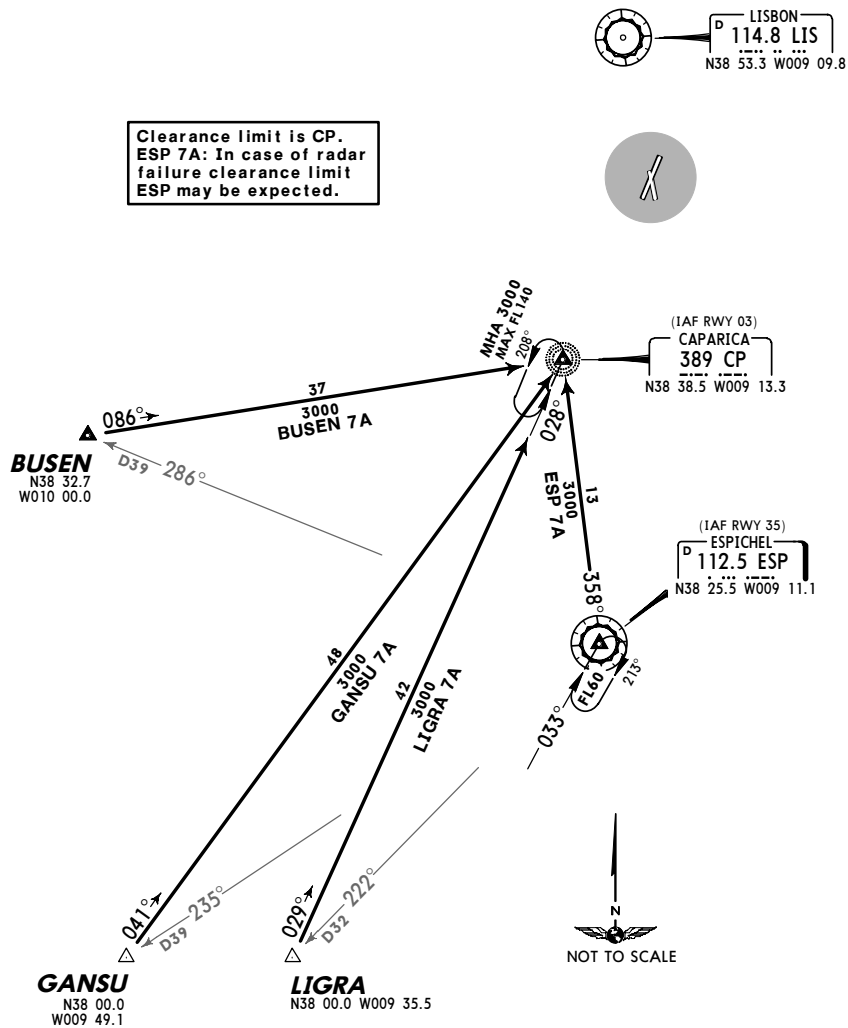 LISBON
D 114.8 LIS
N38 53.3 W009 09.8
Clearance limit is CP.
ESP 7A: In case of radar
failure clearance limit
ESP may be expected.
MHA 3000
MAX FL140
208°
(IAF RWY 03)
CAPARICA
389 CP
N38 38.5 W009 13.3
086°
37
3000
BUSEN 7A
028°
BUSEN
N38 32.7
W010 00.0
D39 286°
13
3000
ESP 7A
358°
(IAF RWY 35)
ESPICHEL
D 112.5 ESP
N38 25.5 W009 11.1
48
3000
GANSU 7A
42
3000
LIGRA 7A
033°
FL60
213°
041°
D39 235°
029°
D32 222°
N
NOT TO SCALE
GANSU
N38 00.0
W009 49.1
LIGRA
N38 00.0 W009 35.5